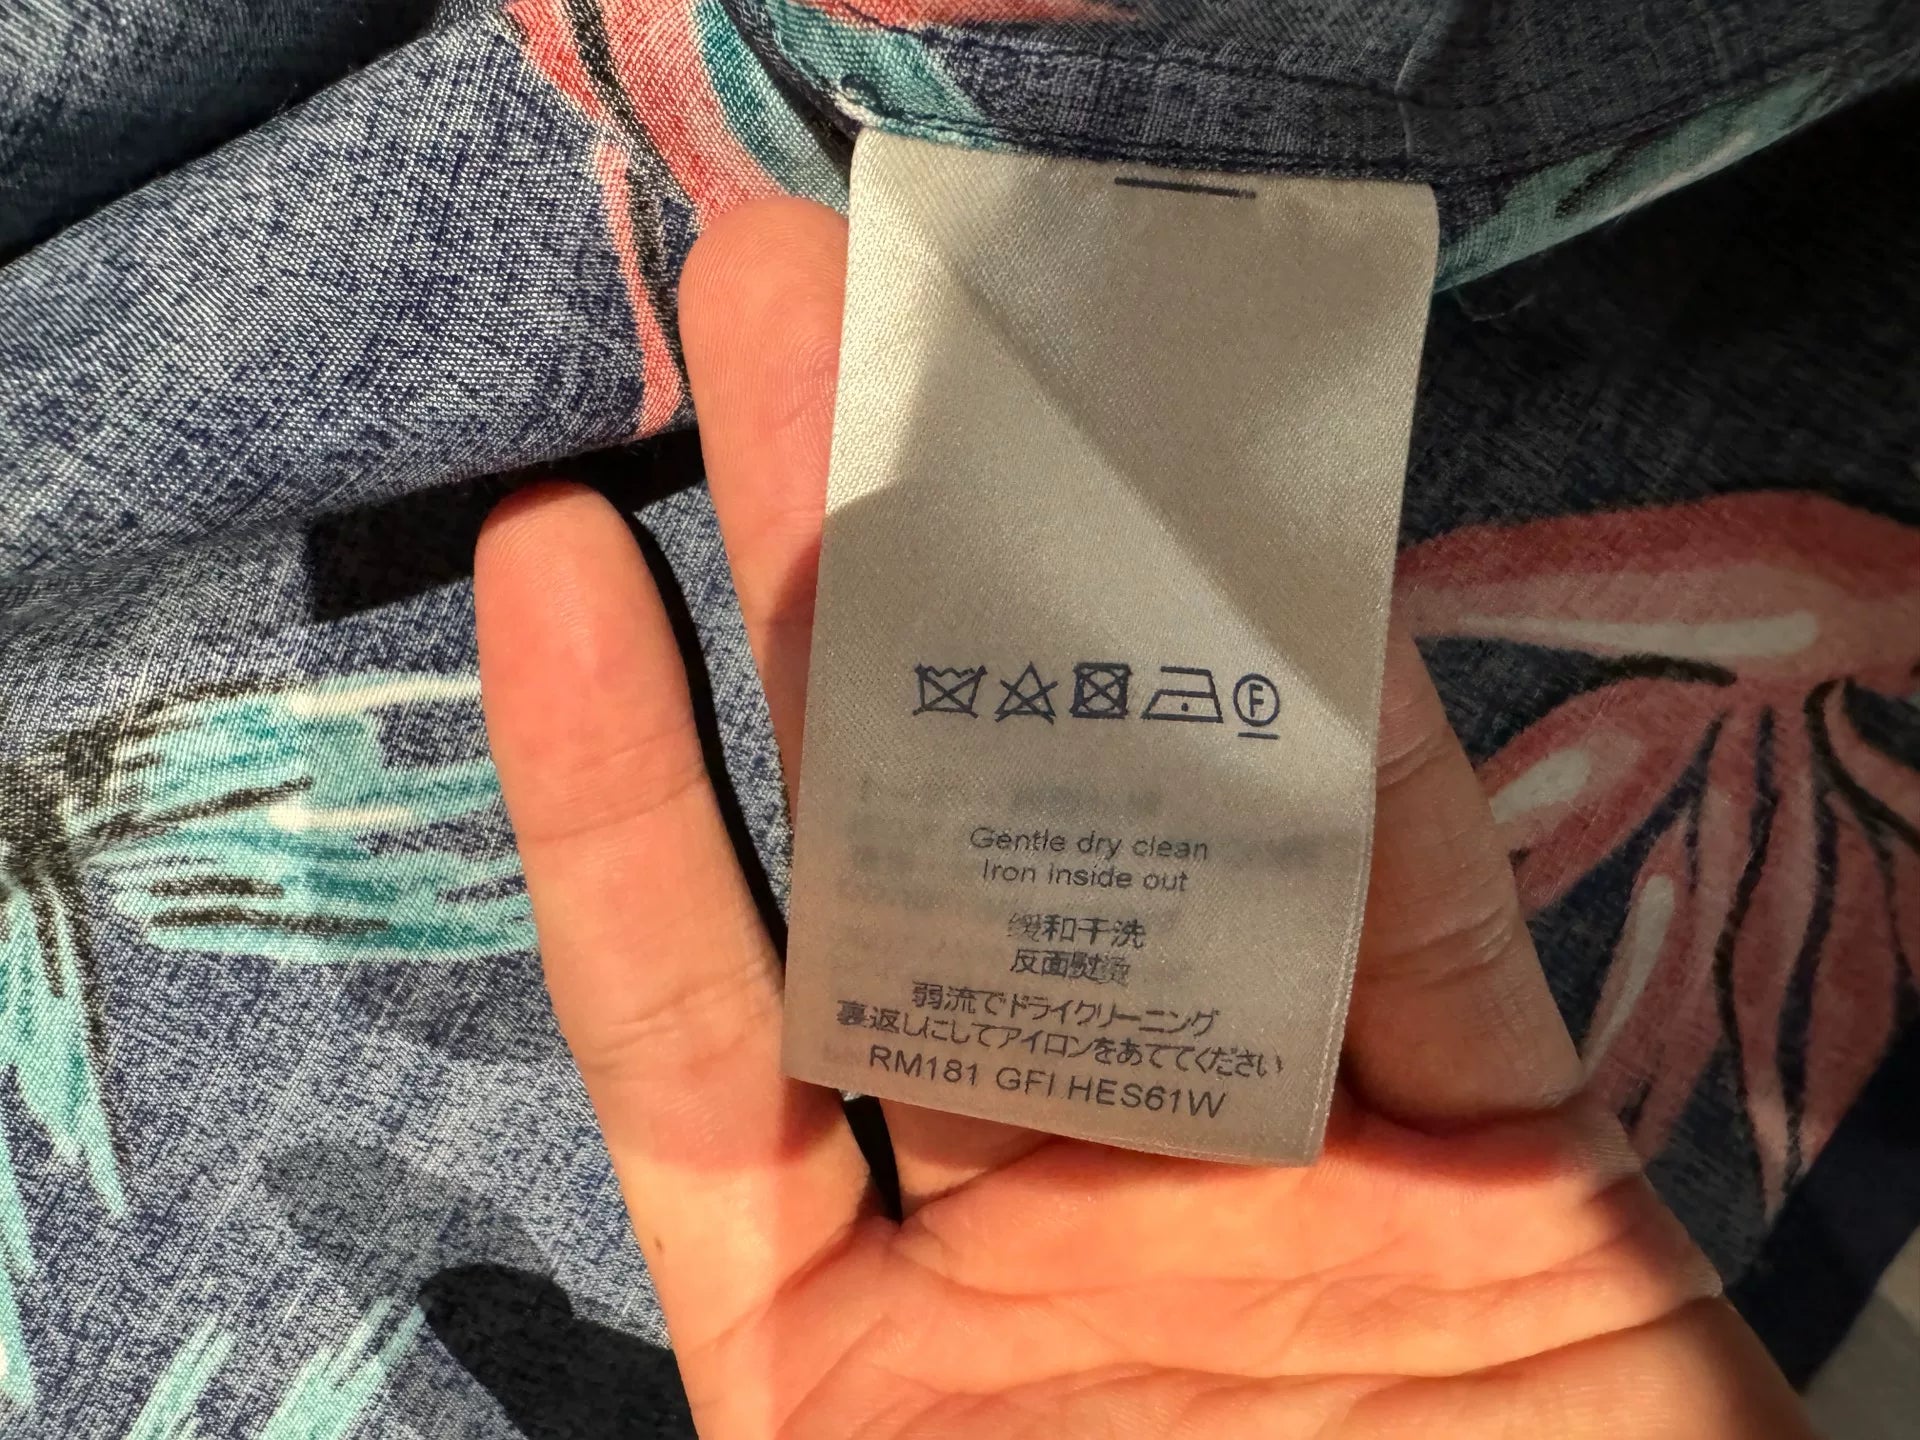 F
Gentle dry clean
Iron inside out
缓和干洗
反面熨烫
弱流でドライクリーニング
裏返しにしてアイロンをあててください
RM181 GFI HES61W